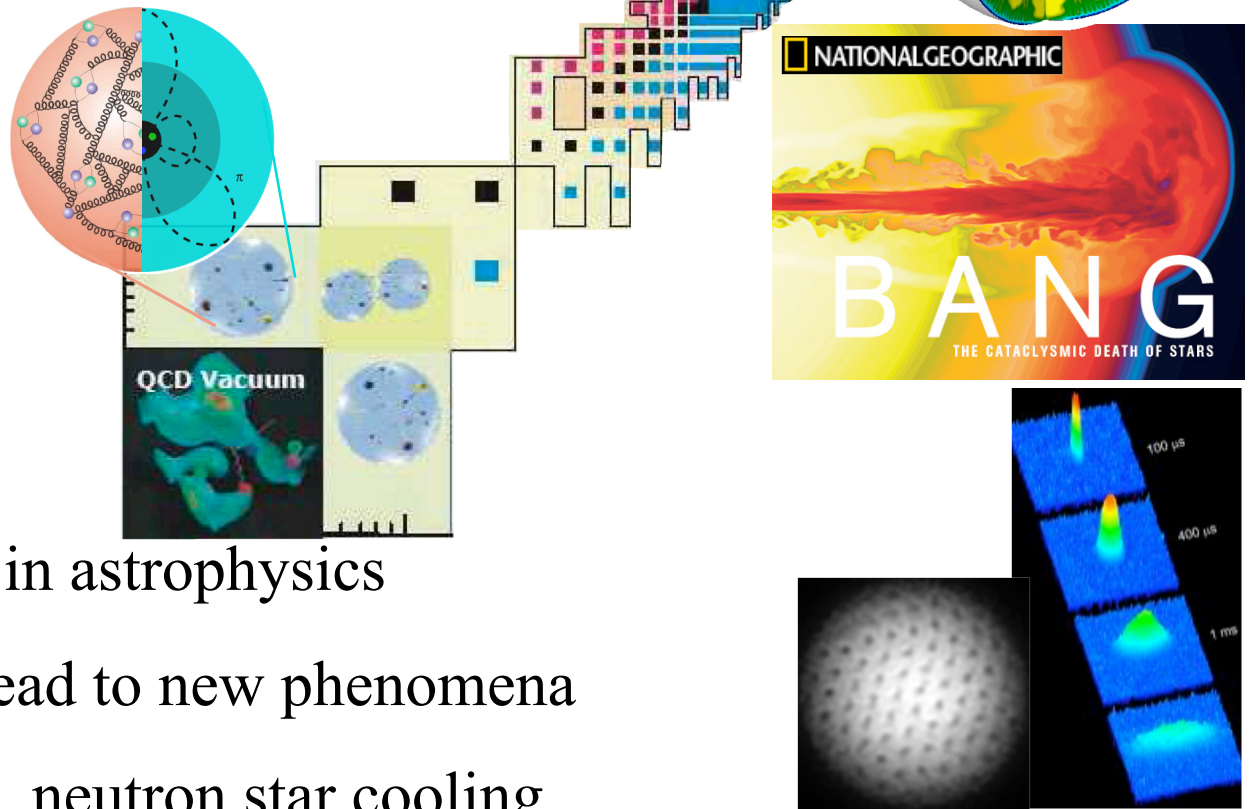 NATIONALGEOGRAPHIC
π
BANG
THE CATACLYSMIC DEATH OF STARS
QCD Vacuum
100 µs
400 µs
1 ms
in astrophysics
ead to new phenomena
neutron star cooling